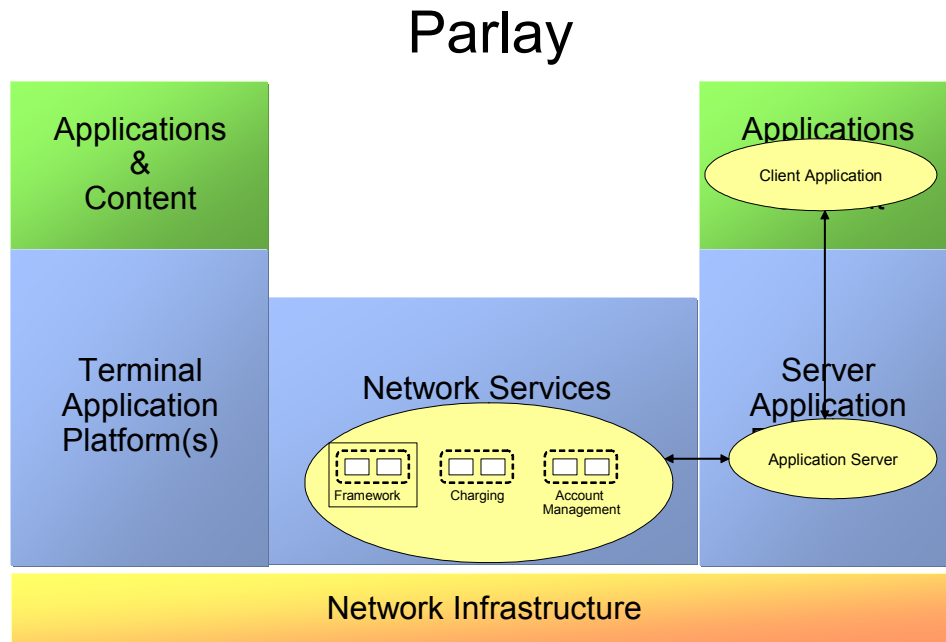 Parlay
Applications
&
Content
Applications
Client Application
Terminal
Application
Platform(s)
Network Services
Framework
Charging
Account
Management
Server
Application
Application Server
Network Infrastructure